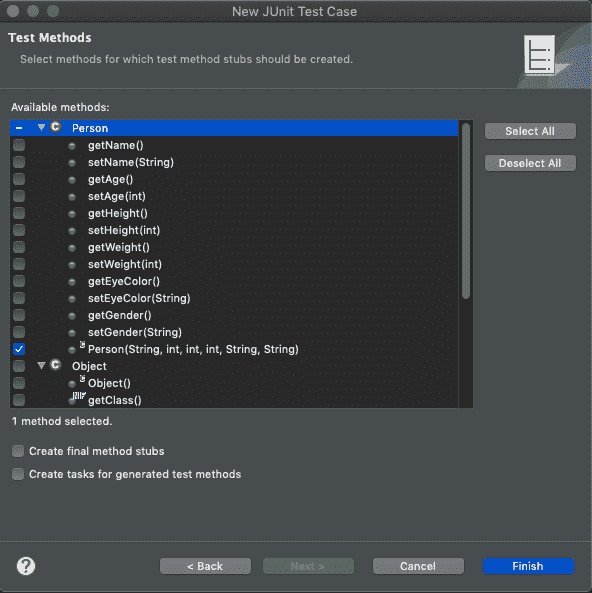 New JUnit Test Case
Test Methods
Select methods for which test method stubs should be created.
Available methods:
Person
getName()
setName(String)
getAge()
setAge(int)
getHeight()
setHeight(int)
getWeight()
setWeight(int)
getEyeColor()
setEyeColor(String)
getGender()
setGender(String)
Person(String, int, int, int, String, String)
Object
Object()
getClass()
Select All
Deselect All
1 method selected.
Create final method stubs
Create tasks for generated test methods
?
< Back
Next >
Cancel
Finish